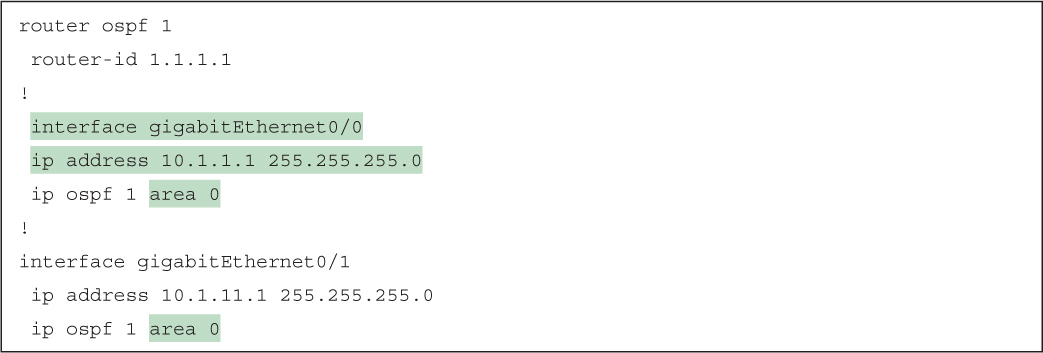 router ospf 1
router-id 1.1.1.1
!
interface gigabitEthernet0/0
ip address 10.1.1.1 255.255.255.0
ip ospf 1 area 0
!
interface gigabitEthernet0/1
ip address 10.1.11.1 255.255.255.0
ip ospf 1 area 0